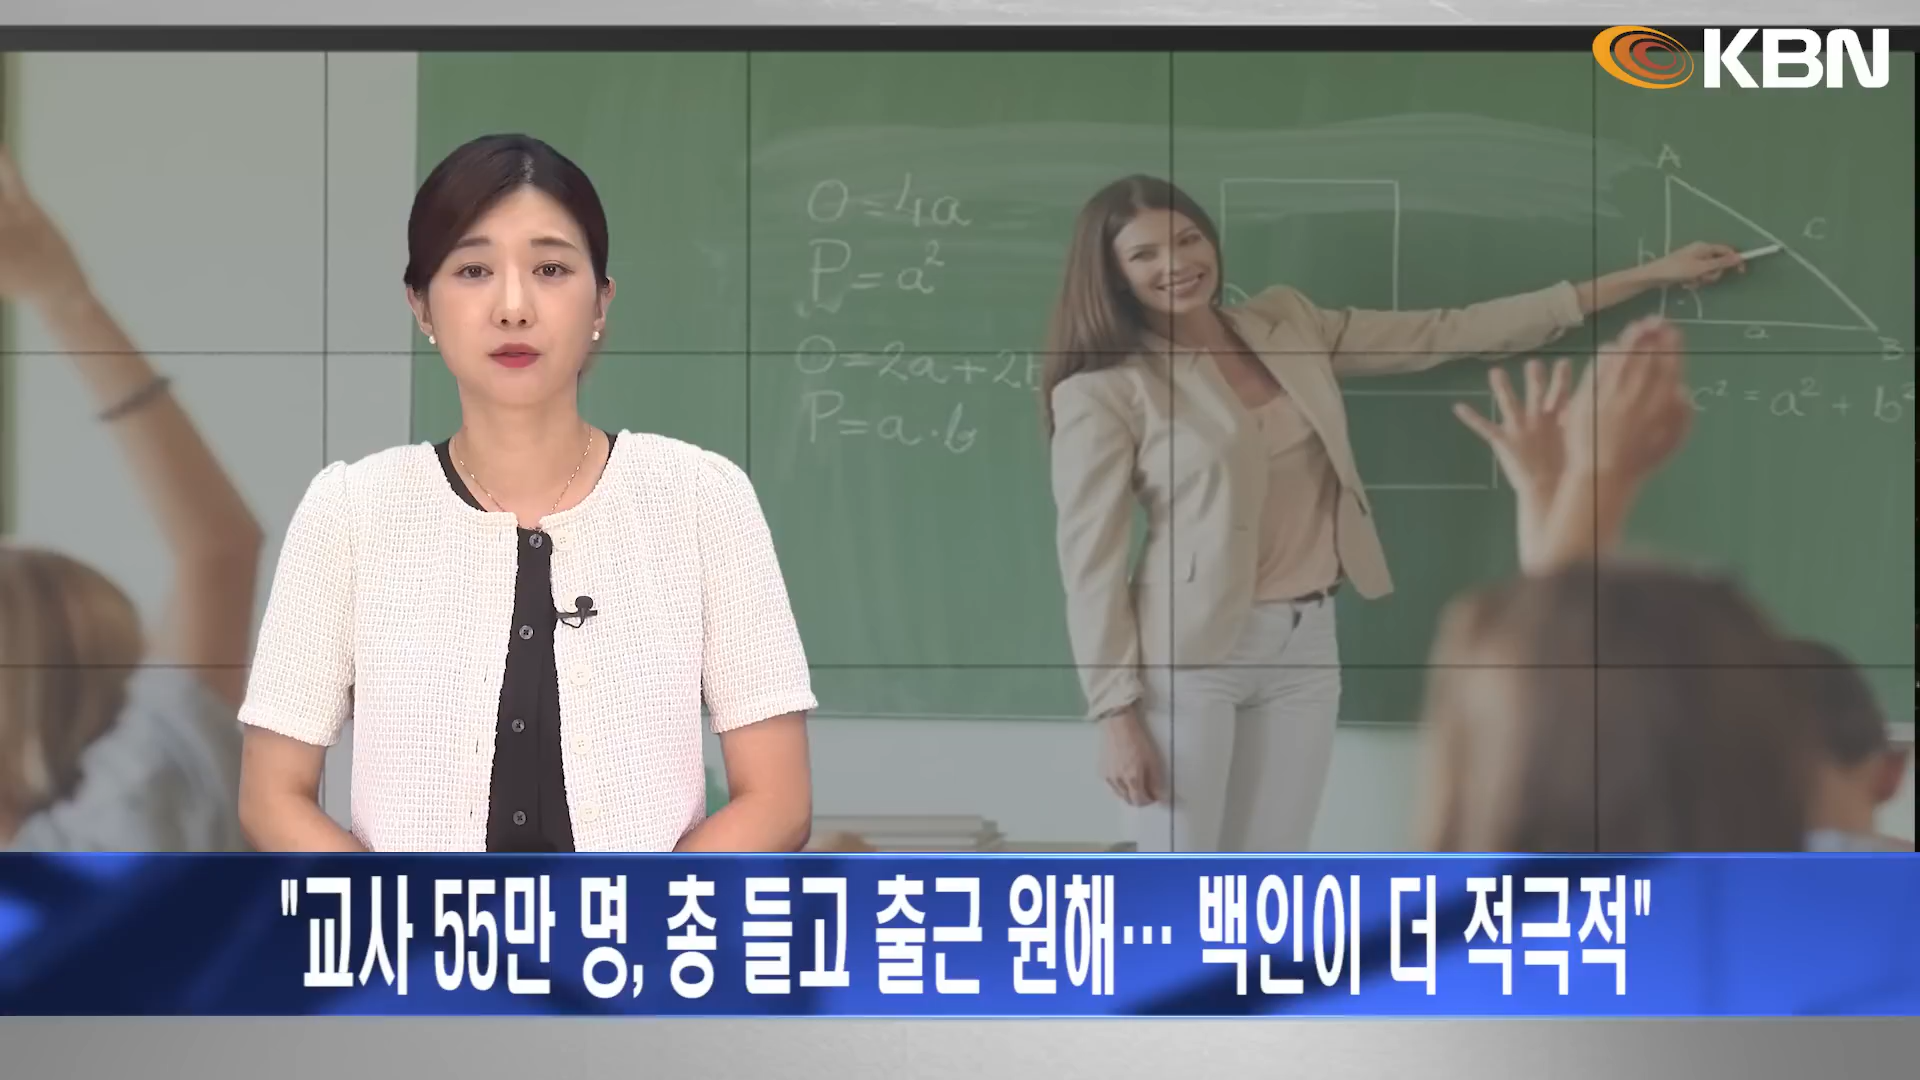 KBN
O=4a
P=a²
O=2a+2b
P=a·b
A
C
b
a
B
c²=a²+b²
"교사 55만 명, 총 들고 출근 원해… 백인이 더 적극적"